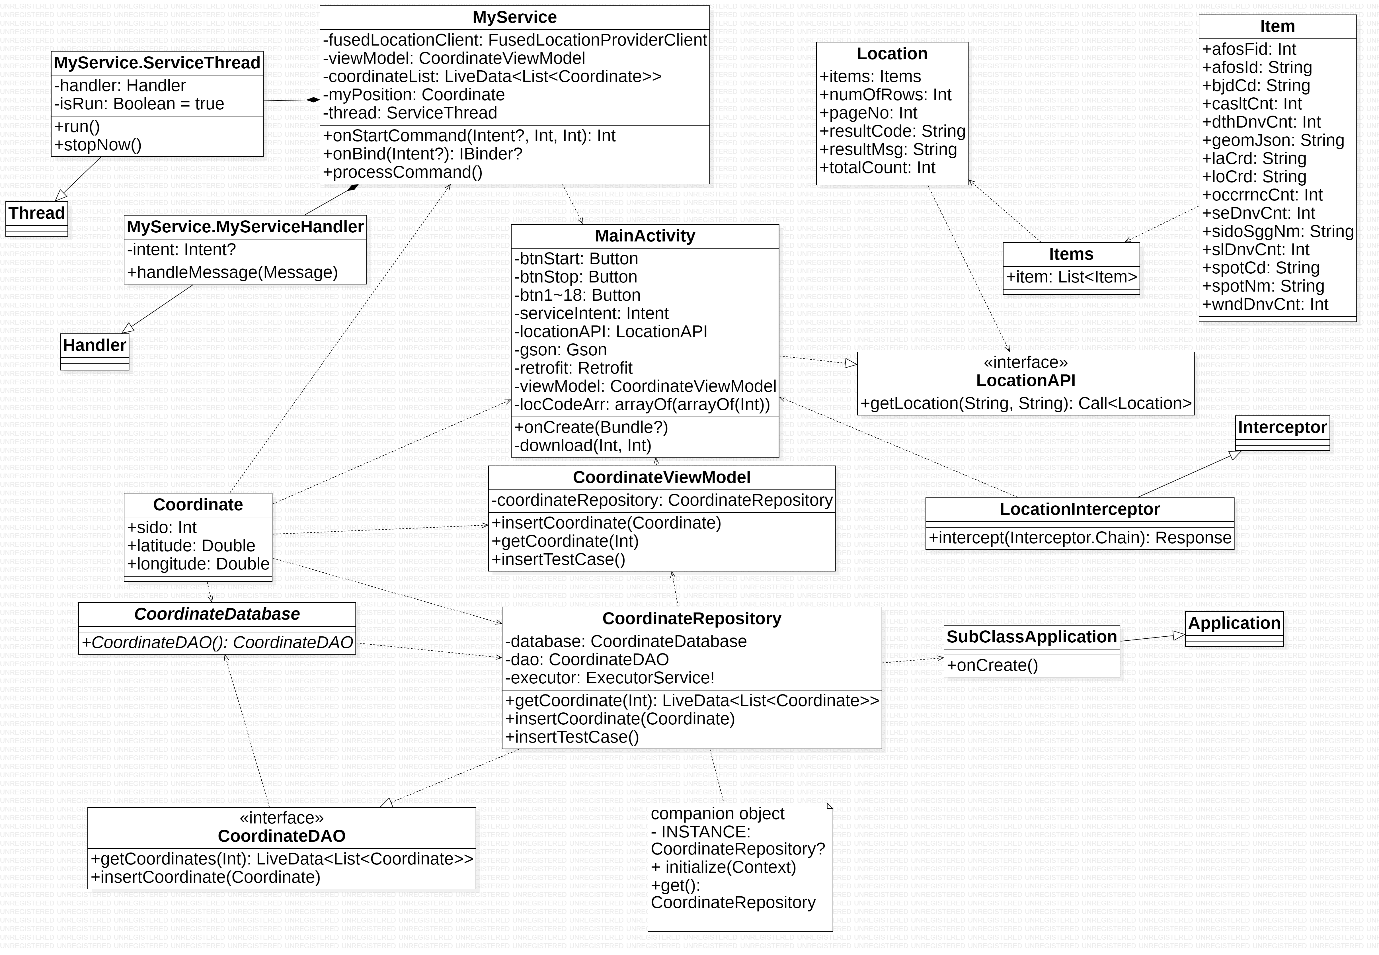 MyService
-fusedLocationClient: FusedLocationProviderClient
-viewModel: CoordinateViewModel
-coordinateList: LiveData<List<Coordinate>>
-myPosition: Coordinate
-thread: ServiceThread
+onStartCommand(Intent?, Int, Int): Int
+onBind(Intent?): IBinder?
+processCommand()
MyService.ServiceThread
-handler: Handler
-isRun: Boolean = true
+run()
+stopNow()
Thread
MyService.MyServiceHandler
-intent: Intent?
+handleMessage(Message)
Handler
Location
+items: Items
+numOfRows: Int
+pageNo: Int
+resultCode: String
+resultMsg: String
+totalCount: Int
Item
+afosFid: Int
+afosId: String
+bjdCd: String
+casltCnt: Int
+dthDnvCnt: Int
+geomJson: String
+laCrd: String
+loCrd: String
+occrrncCnt: Int
+seDnvCnt: Int
+sidoSggNm: String
+slDnvCnt: Int
+spotCd: String
+spotNm: String
+wndDnvCnt: Int
Items
+item: List<Item>
MainActivity
-btnStart: Button
-btnStop: Button
-btn1~18: Button
-serviceIntent: Intent
-locationAPI: LocationAPI
-gson: Gson
-retrofit: Retrofit
-viewModel: CoordinateViewModel
-locCodeArr: arrayOf(arrayOf(Int))
+onCreate(Bundle?)
-download(Int, Int)
«interface»
LocationAPI
+getLocation(String, String): Call<Location>
Interceptor
LocationInterceptor
+intercept(Interceptor.Chain): Response
CoordinateViewModel
-coordinateRepository: CoordinateRepository
+insertCoordinate(Coordinate)
+getCoordinate(Int)
+insertTestCase()
Coordinate
+sido: Int
+latitude: Double
+longitude: Double
CoordinateDatabase
+CoordinateDAO(): CoordinateDAO
CoordinateRepository
-database: CoordinateDatabase
-dao: CoordinateDAO
-executor: ExecutorService!
+getCoordinate(Int): LiveData<List<Coordinate>>
+insertCoordinate(Coordinate)
+insertTestCase()
SubClassApplication
+onCreate()
Application
«interface»
CoordinateDAO
+getCoordinates(Int): LiveData<List<Coordinate>>
+insertCoordinate(Coordinate)
companion object
- INSTANCE:
CoordinateRepository?
+ initialize(Context)
+get():
CoordinateRepository